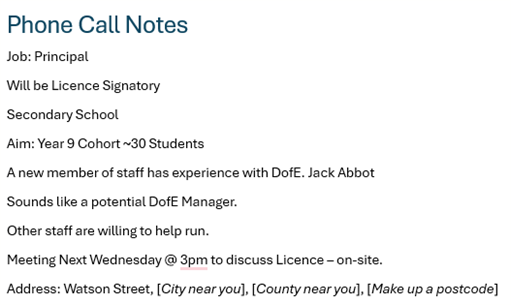 Phone Call Notes
Job: Principal
Will be Licence Signatory
Secondary School
Aim: Year 9 Cohort ~30 Students
A new member of staff has experience with DofE. Jack Abbot
Sounds like a potential DofE Manager.
Other staff are willing to help run.
Meeting Next Wednesday @ 3pm to discuss Licence – on-site.
Address: Watson Street, [City near you], [County near you], [Make up a postcode]